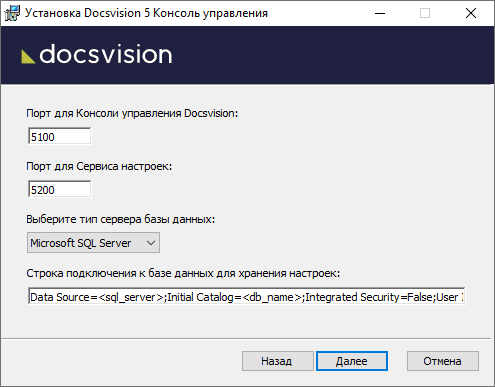 Установка Docsvision 5 Консоль управления
docsvision
Порт для Консоли управления Docsvision:
5100
Порт для Сервиса настроек:
5200
Выберите тип сервера базы данных:
Microsoft SQL Server
Строка подключения к базе данных для хранения настроек:
Data Source=<sql_server>;Initial Catalog=<db_name>;Integrated Security=False;User
Назад Далее Отмена